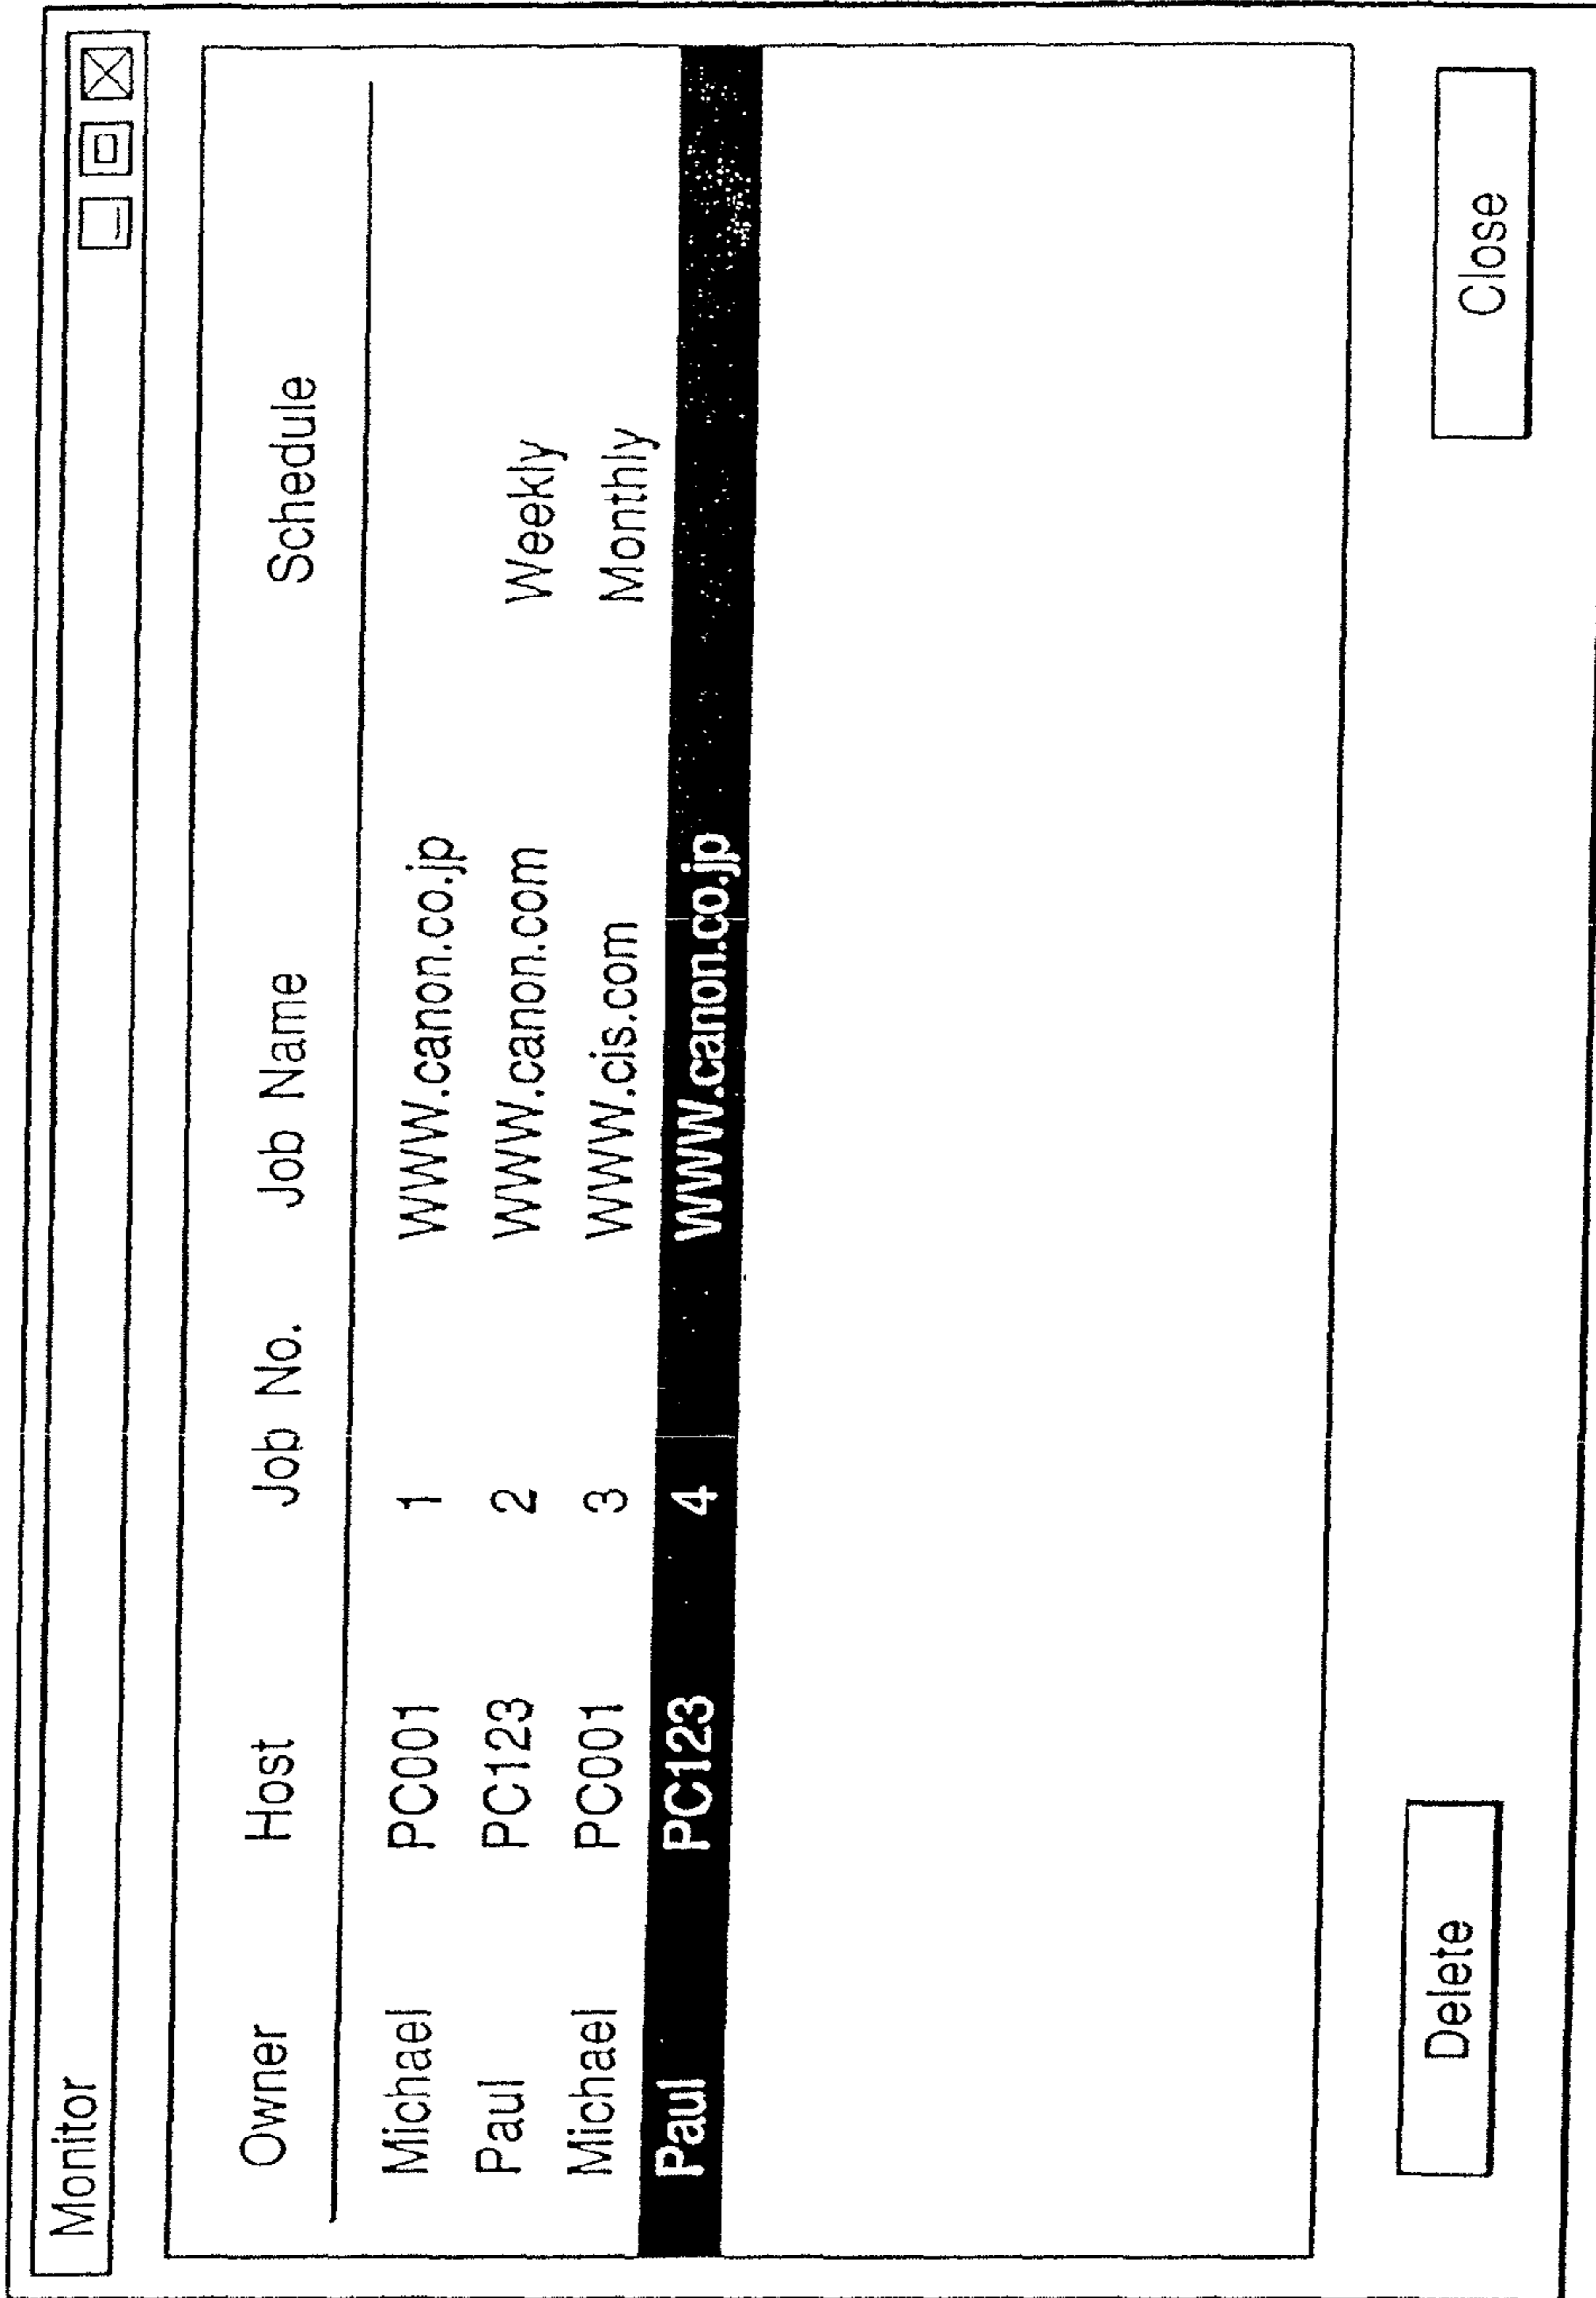 Monitor
Owner Host Job No. Job Name Schedule
Michael PC001 1 WWW.canon.co.jp
Paul PC123 2 WWW.canon.com Weekly
Michael PC001 3 WWW.cis.com Monthly
Paul PC123 4 WWW.canon.co.jp
Delete Close